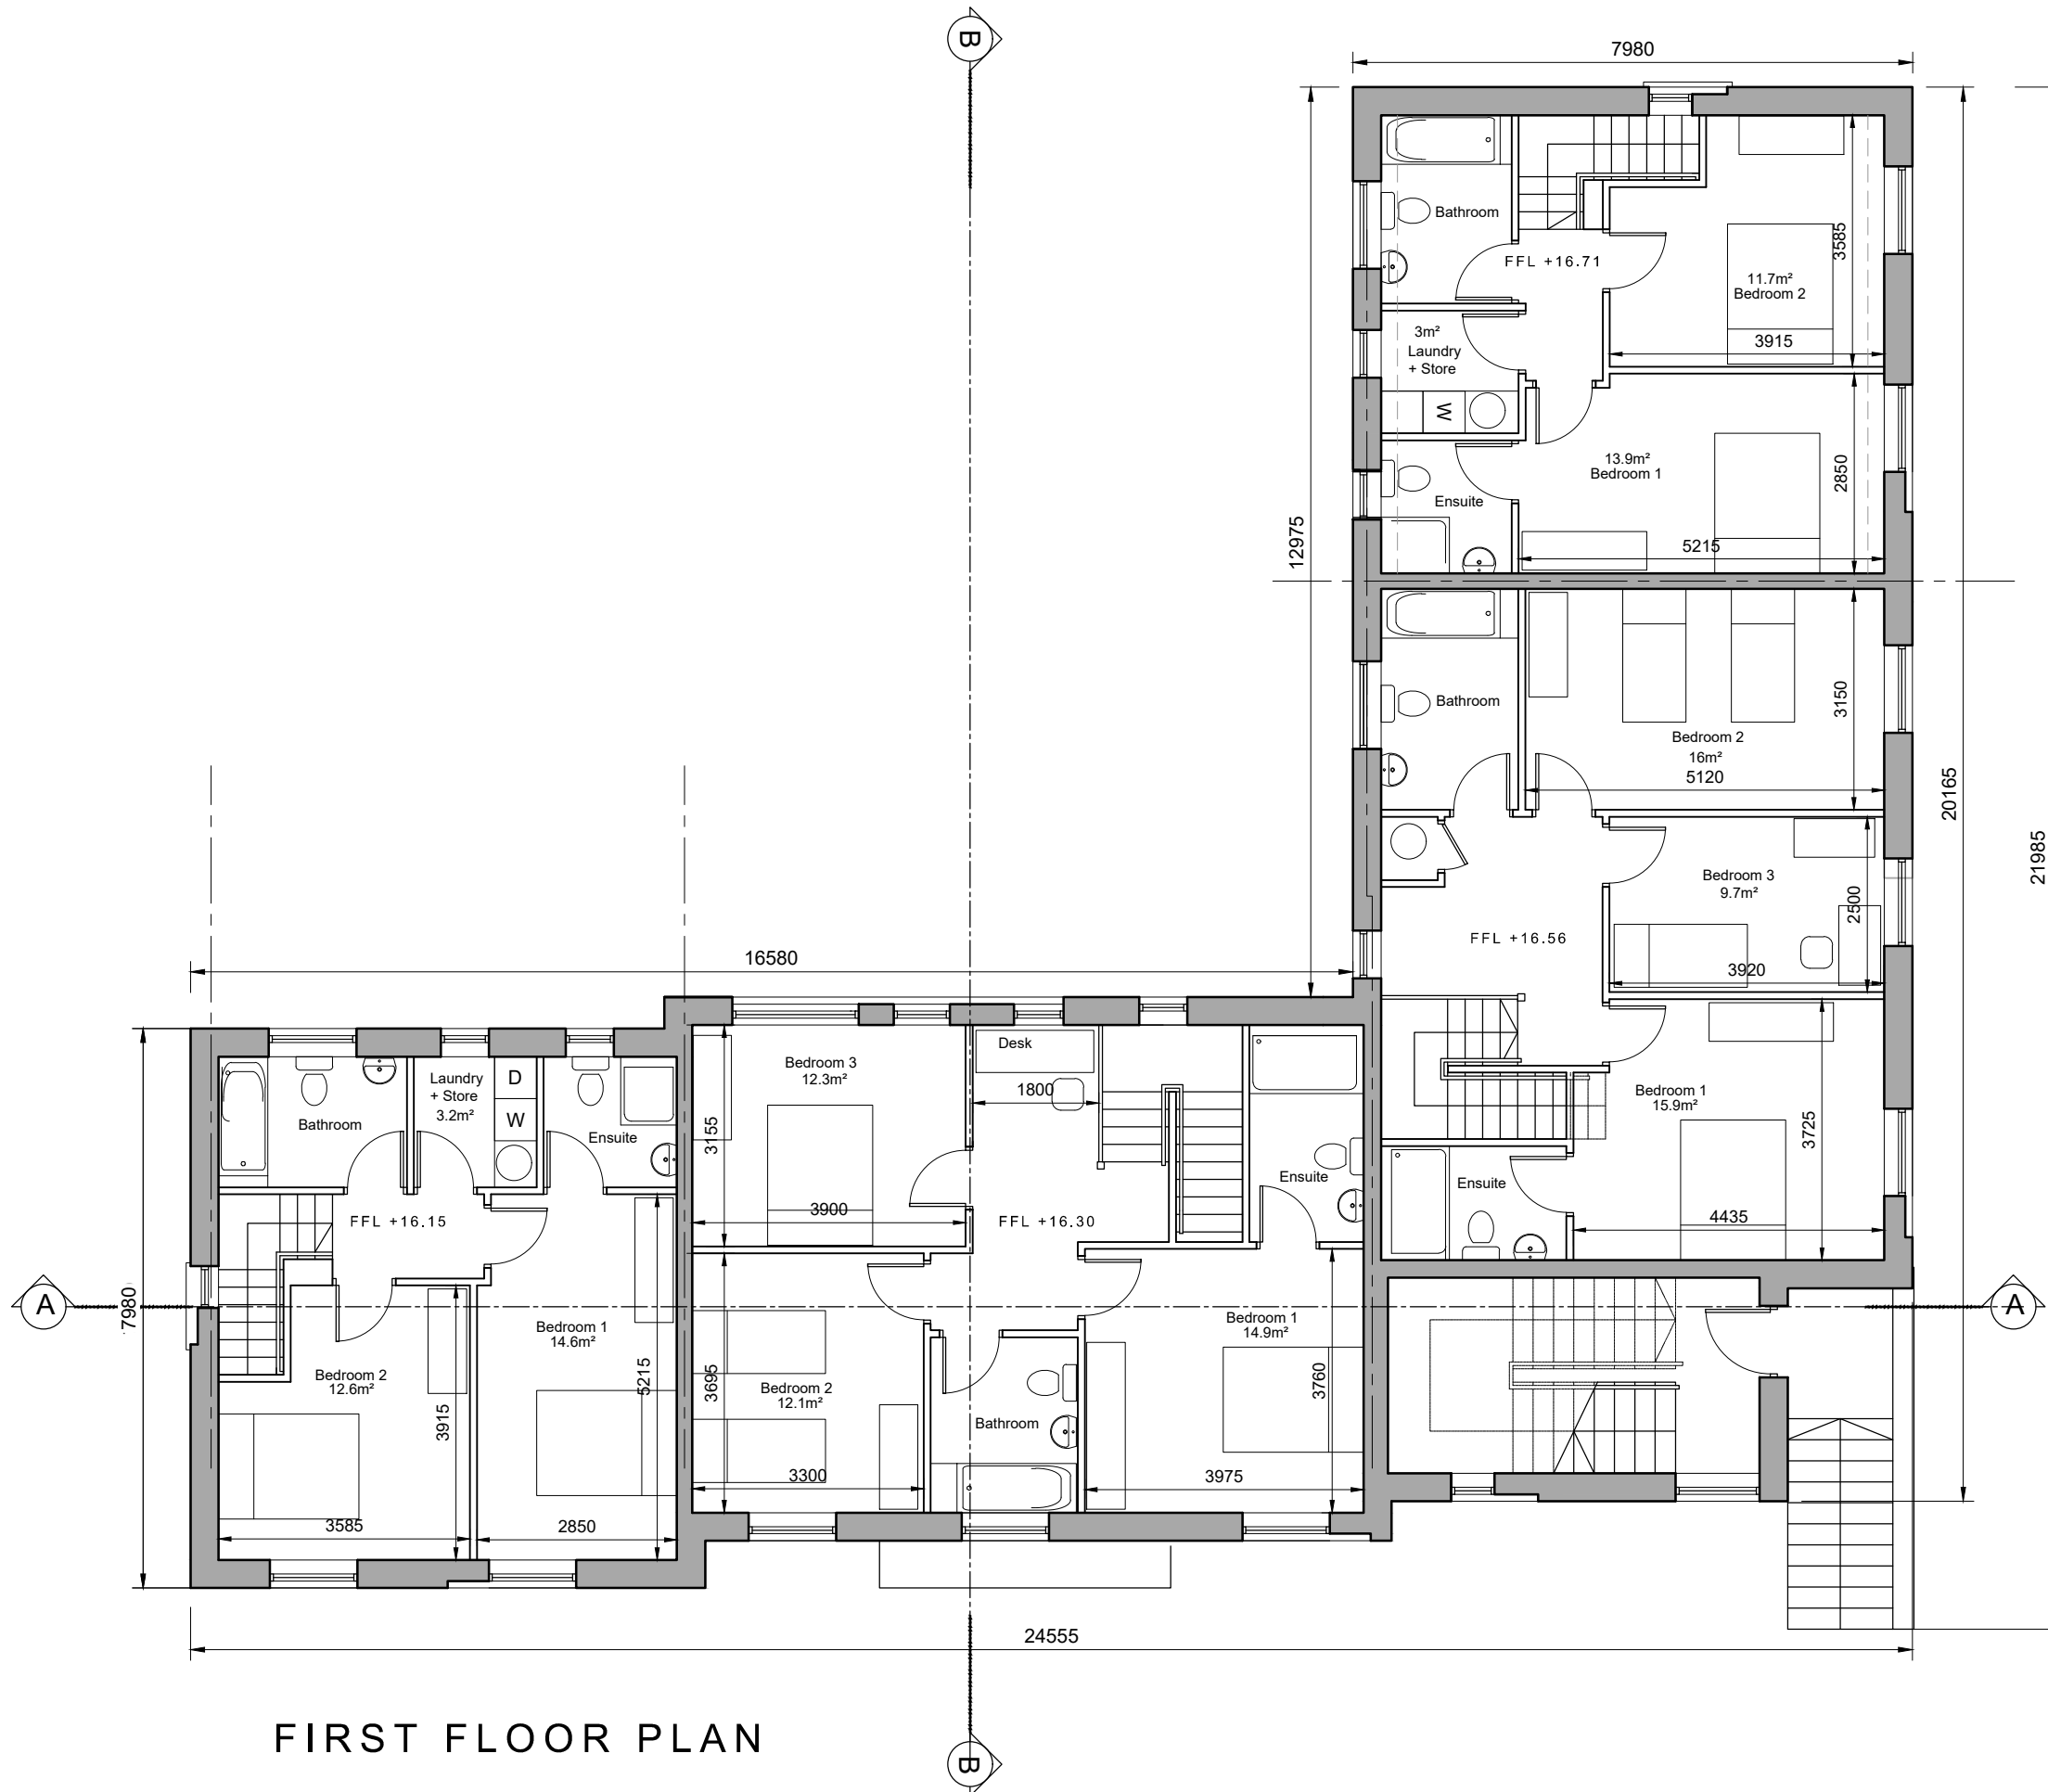 B
7980
Bathroom
FFL +16.71
3585
11.7m²
Bedroom 2
3915
3m²
Laundry
+ Store
W
13.9m²
Bedroom 1
2850
Ensuite
5215
12975
Bathroom
3150
Bedroom 2
16m²
5120
20165
21985
Bedroom 3
9.7m²
2500
FFL +16.56
3920
16580
Bedroom 1
15.9m²
3725
Ensuite
4435
Desk
Bedroom 3
12.3m²
1800
3155
3900
FFL +16.30
Ensuite
Laundry
+ Store
3.2m²
D
W
Bathroom
Ensuite
FFL +16.15
A
7980
Bedroom 1
14.6m²
5215
Bedroom 2
12.6m²
3915
3585
2850
3695
Bedroom 2
12.1m²
3300
Bathroom
Bedroom 1
14.9m²
3760
3975
A
24555
FIRST FLOOR PLAN
B